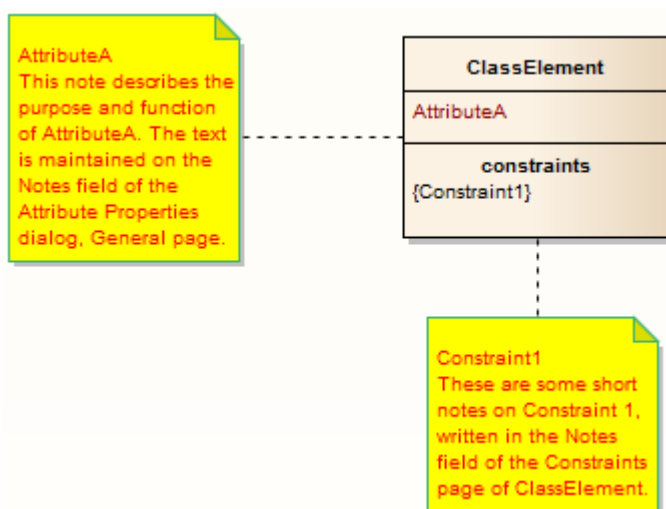 AttributeA
This note describes the
purpose and function
of AttributeA. The text
is maintained on the
Notes field of the
Attribute Properties
dialog, General page.
ClassElement
AttributeA
constraints
{Constraint1}
Constraint1
These are some short
notes on Constraint 1,
written in the Notes
field of the Constraints
page of ClassElement.